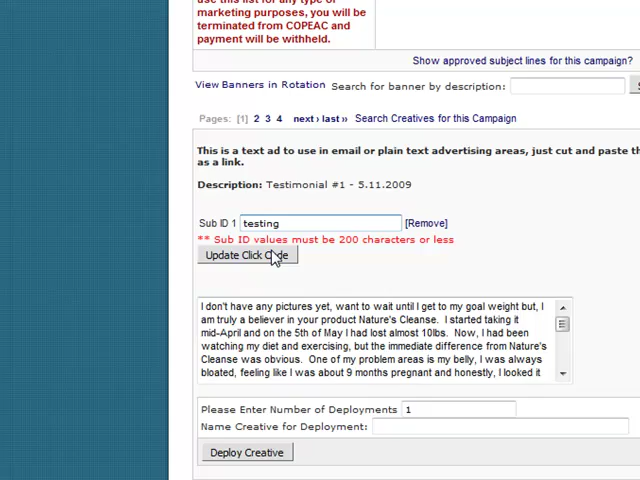 use this list for any type of
marketing purposes, you will be
terminated from COPEAC and
payment will be withheld.
Show approved subject lines for this campaign?
View Banners in Rotation Search for banner by description:
Pages: [1] 2 3 4 next › last ›› Search Creatives for this Campaign
This is a text ad to use in email or plain text advertising areas, just cut and paste th
as a link.
Description: Testimonial #1 - 5.11.2009
Sub ID 1 testing [Remove]
** Sub ID values must be 200 characters or less
Update Click Code
I don't have any pictures yet, want to wait until I get to my goal weight but, I
am truly a believer in your product Nature's Cleanse. I started taking it
mid-April and on the 5th of May I had lost almost 10lbs. Now, I had been
watching my diet and exercising, but the immediate difference from Nature's
Cleanse was obvious. One of my problem areas is my belly, I was always
bloated, feeling like I was about 9 months pregnant and honestly, I looked it
Please Enter Number of Deployments 1
Name Creative for Deployment:
Deploy Creative